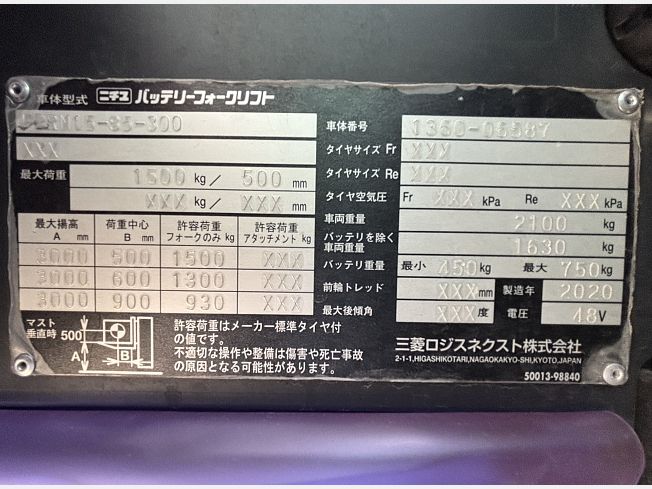 車体型式 ニチユ バッテリーフォークリフト
車体番号 1360-06587
XXX タイヤサイズ Fr XXX
タイヤサイズ Re XXX
最大荷重 1500 kg / 500 mm
XXX kg / XXX mm
タイヤ空気圧 Fr XXX kPa Re XXX kPa
車両重量 2100 kg
バッテリを除く車両重量 1630 kg
バッテリ重量 最小 450 kg 最大 750 kg
前輪トレッド XXX mm 製造年 2020
最大後傾角 XXX 度 電圧 48 V
最大揚高 A mm 荷重中心 B mm 許容荷重 フォークのみ kg 許容荷重 アタッチメント kg
3000 500 1500 XXX
3000 600 1300 XXX
3000 900 930 XXX
マスト垂直時 500
A
B
許容荷重はメーカー標準タイヤ付
の値です。
不適切な操作や整備は傷害や死亡事故
の原因となる可能性があります。
三菱ロジスネクスト株式会社
2-1-1,HIGASHIKOTARI,NAGAOKAKYO-SHI,KYOTO,JAPAN
50013-98840